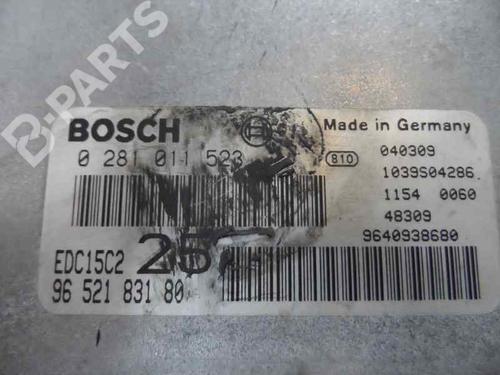 B-PARTS
BOSCH
Made in Germany
0 281 011 523
810
040309
1039S04286
1154 0060
48309
9640938680
EDC15C2
25
96 521 831 80